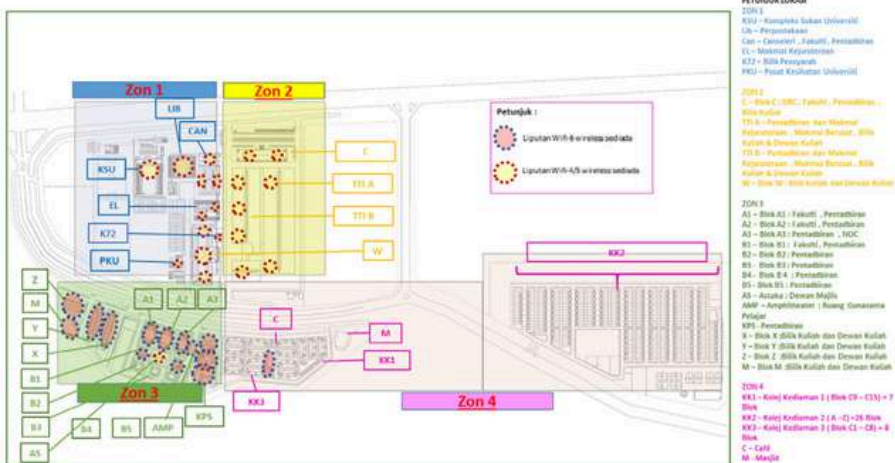 PETUNJUK LOKASI
ZON 1
KSU – Kompleks Sukan Universiti
Lib – Perpustakaan
Can – Canseleri , Fakulti , Pentadbiran
EL – Makmal Kejuruteraan
K72 – Bilik Pensyarah
PKU – Pusat Kesihatan Universiti
ZON 2
C – Blok C : DRC , Fakulti , Pentadbiran ,
Bilik Kuliah
TTI A – Pentadbiran dan Makmal
Kejuruteraan , Makmal Berpusat , Bilik
Kuliah & Dewan Kuliah
TTI B – Pentadbiran dan Makmal
Kejuruteraan , Makmal Berpusat , Bilik
Kuliah & Dewan Kuliah
W – Blok W : Bilik Kuliah dan Dewan Kuliah
ZON 3
A1 – Blok A1 : Fakulti , Pentadbiran
A2 – Blok A2 : Fakulti , Pentadbiran
A3 – Blok A3 : Pentadbiran , NOC
B1 – Blok B1 : Fakulti , Pentadbiran
B2 – Blok B2 : Pentadbiran
B3 – Blok B3 : Pentadbiran
B4 – Blok B 4 : Pentadbiran
B5 – Blok B5 : Pentadbiran
AS – Astaka : Dewan Majlis
AMP – Amphitheater : Ruang Gunasama
Pelajar
KPS - Pentadbiran
X – Blok X :Bilik Kuliah dan Dewan Kuliah
Y – Blok Y :Bilik Kuliah dan Dewan Kuliah
Z – Blok Z :Bilik Kuliah dan Dewan Kuliah
M – Blok M :Bilik Kuliah dan Dewan Kuliah
ZON 4
KK1 – Kolej Kediaman 1 ( Blok C9 – C15) = 7
Blok
KK2 – Kolej Kediaman 2 ( A –Z) =26 Blok
KK3 – Kolej Kediaman 3 ( Blok C1 – C8) = 8
Blok
C – Café
M - Masjid
Zon 1
Zon 2
LIB
CAN
KSU
EL
K72
PKU
C
TTI A
TTI B
W
Petunjuk :
Liputan Wifi-6 wireless sediada
Liputan Wifi-4/5 wireless sediada
KK2
Z
M
Y
X
B1
B2
B3
AS
A1
A2
A3
C
M
KK1
KK3
Zon 3
Zon 4
B4
B5
AMP
KPS